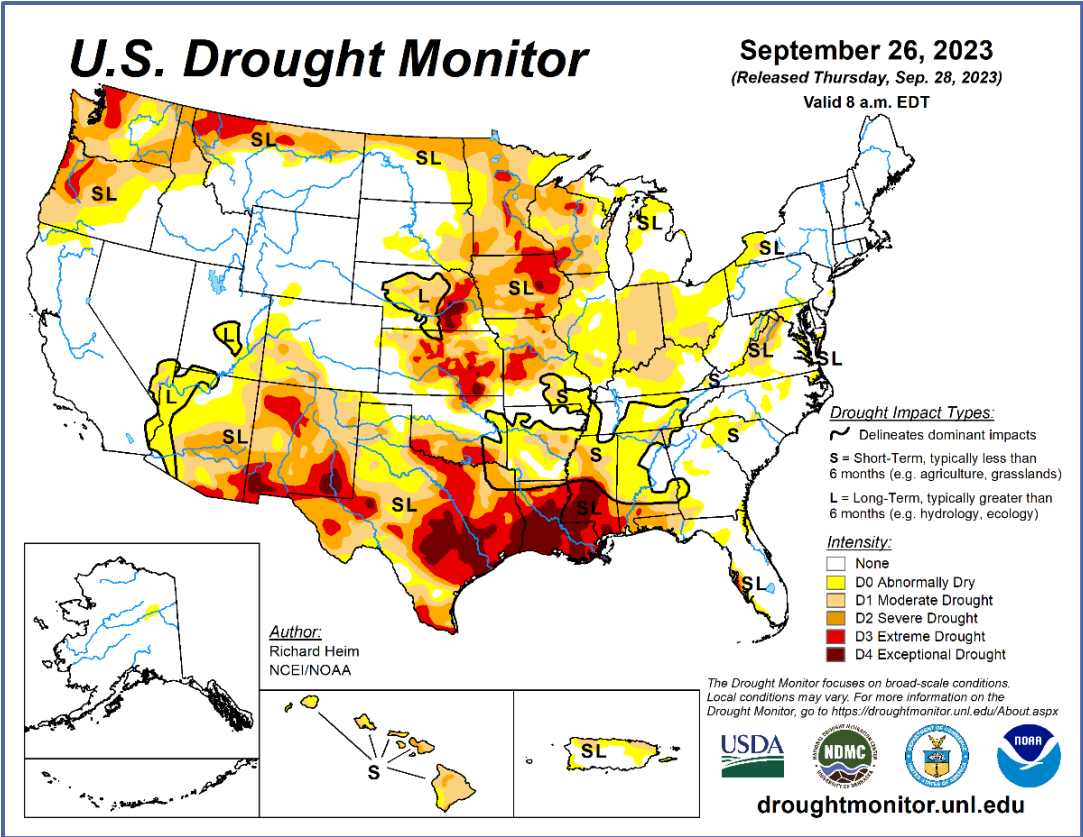 U.S. Drought Monitor
September 26, 2023
(Released Thursday, Sep. 28, 2023)
Valid 8 a.m. EDT
SL
SL
SL
SL
SL
L
SL
L
SL
SL
L
S
S
SL
S
S
SL
SL
SL
Drought Impact Types:
Delineates dominant impacts
S = Short-Term, typically less than
6 months (e.g. agriculture, grasslands)
L = Long-Term, typically greater than
6 months (e.g. hydrology, ecology)
Intensity:
None
D0 Abnormally Dry
D1 Moderate Drought
D2 Severe Drought
D3 Extreme Drought
D4 Exceptional Drought
Author:
Richard Heim
NCEI/NOAA
S
SL
The Drought Monitor focuses on broad-scale conditions.
Local conditions may vary. For more information on the
Drought Monitor, go to https://droughtmonitor.unl.edu/About.aspx
USDA
NDMC
NOAA
droughtmonitor.unl.edu